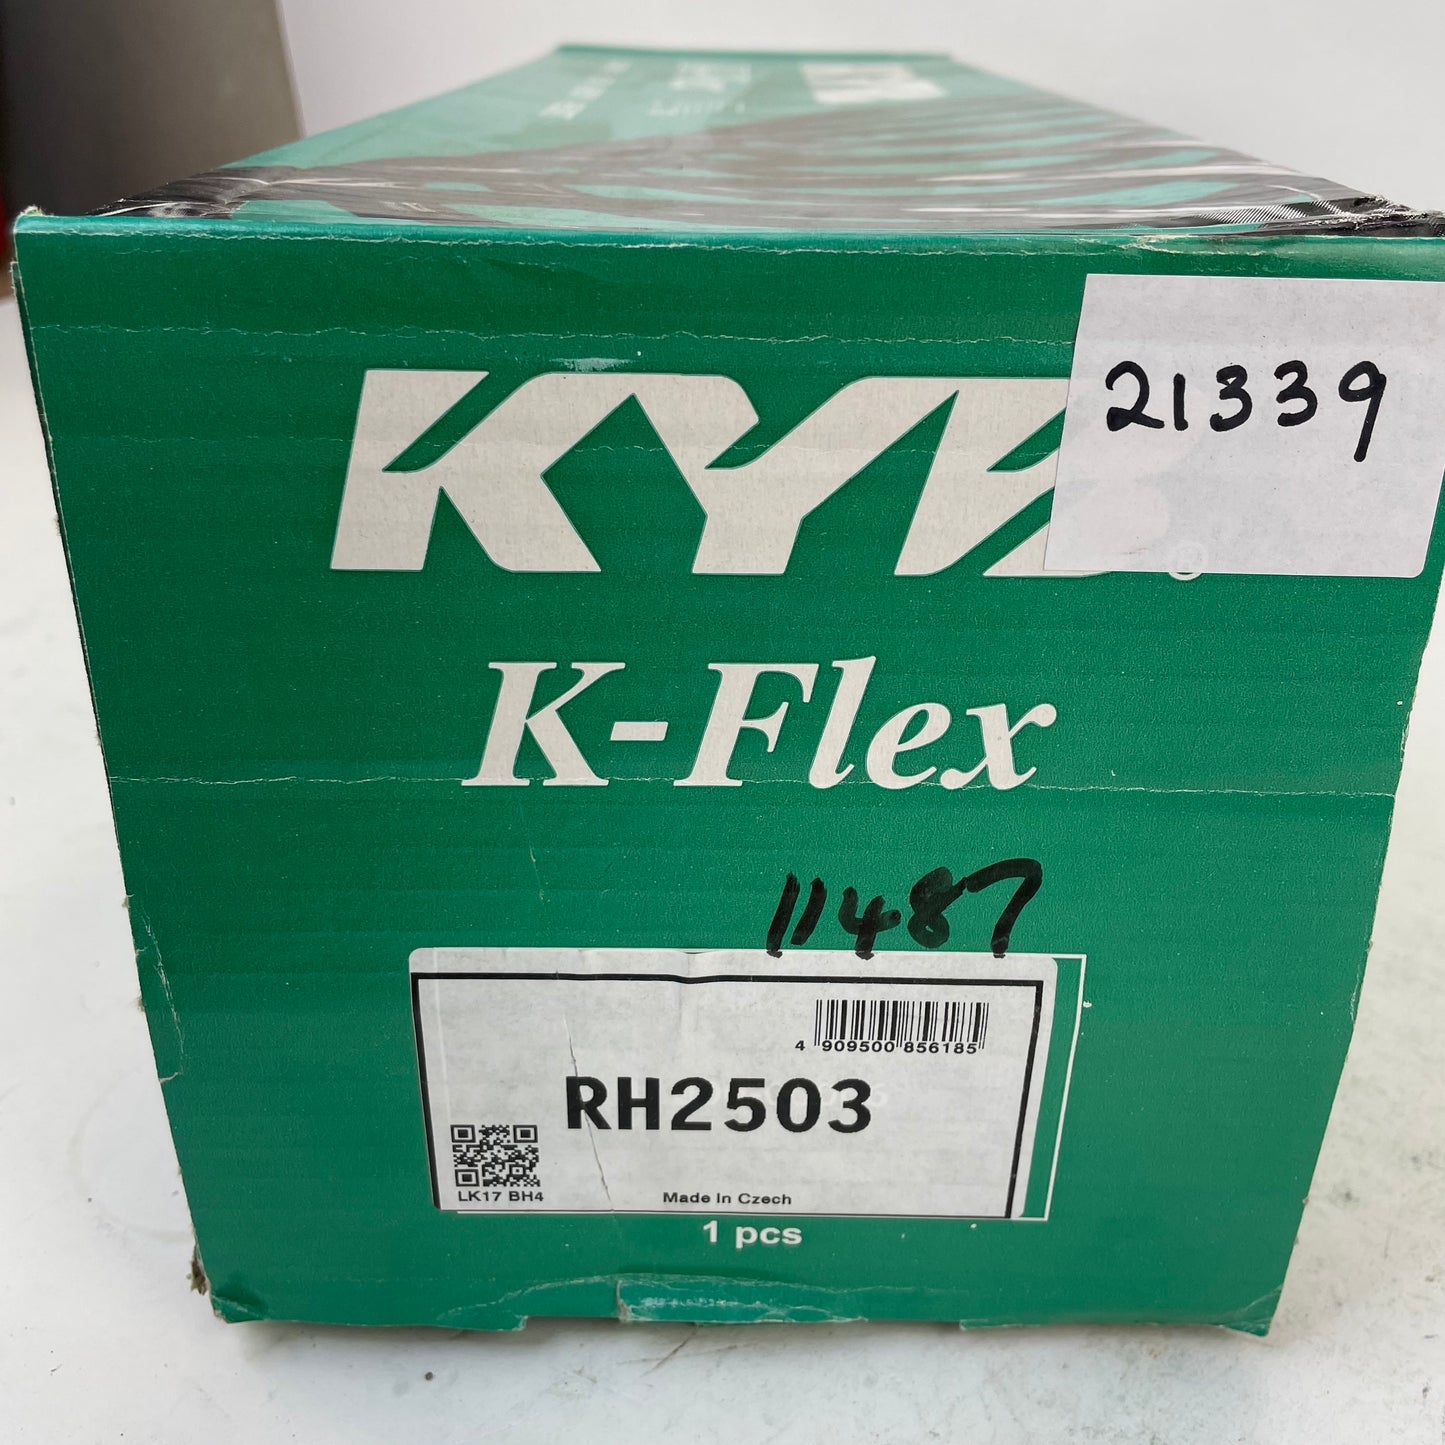 KYB
21339
®
K-Flex
11487
4 909500 856185
RH2503
LK17 BH4
Made In Czech
1 pcs